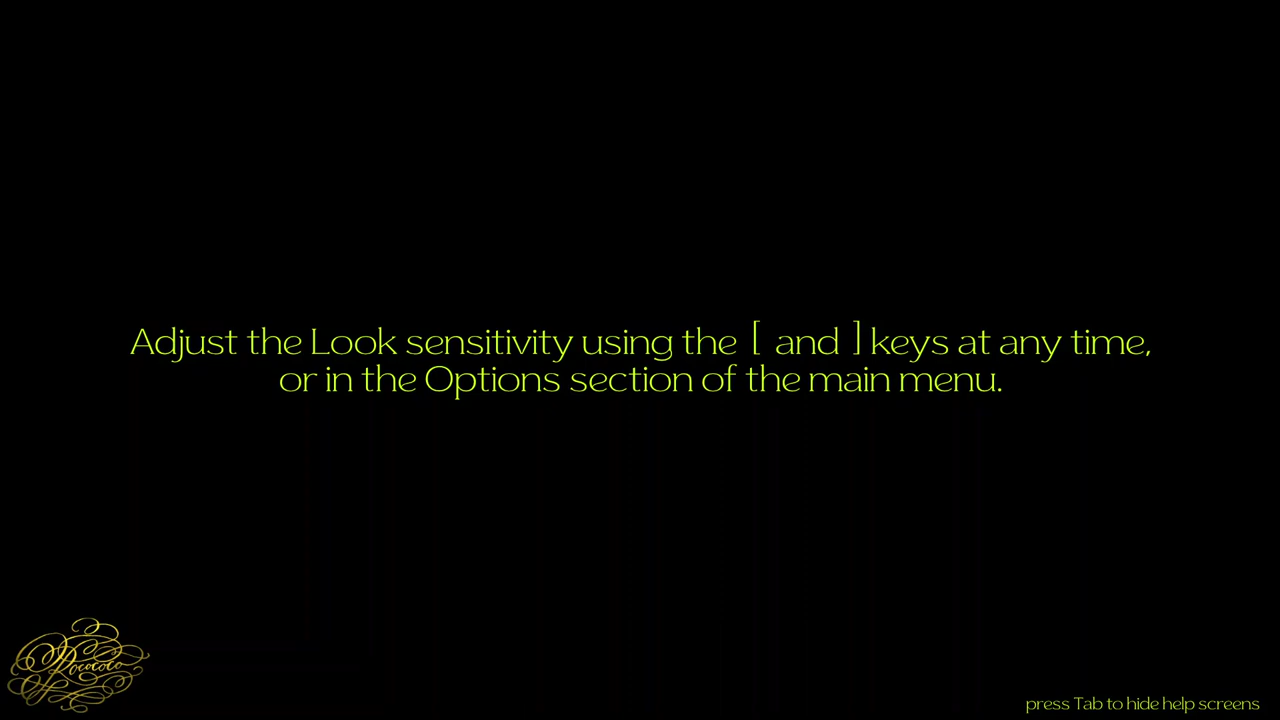 Adjust the Look sensitivity using the [ and ] keys at any time,
or in the Options section of the main menu.
Rococoto
press Tab to hide help screens